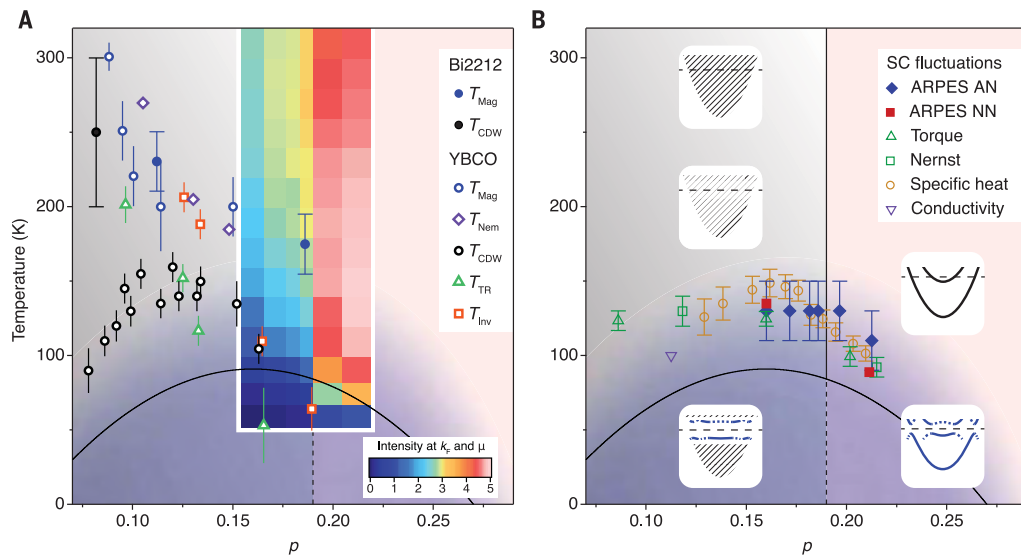 A
B
300
200
100
0
Temperature (K)
0.10
0.15
0.20
0.25
p
Bi2212
T_Mag
T_CDW
YBCO
T_Mag
T_Nem
T_CDW
T_TR
T_Inv
Intensity at k_F and μ
0 1 2 3 4 5
300
200
100
0
0.10
0.15
0.20
0.25
p
SC fluctuations
ARPES AN
ARPES NN
Torque
Nernst
Specific heat
Conductivity